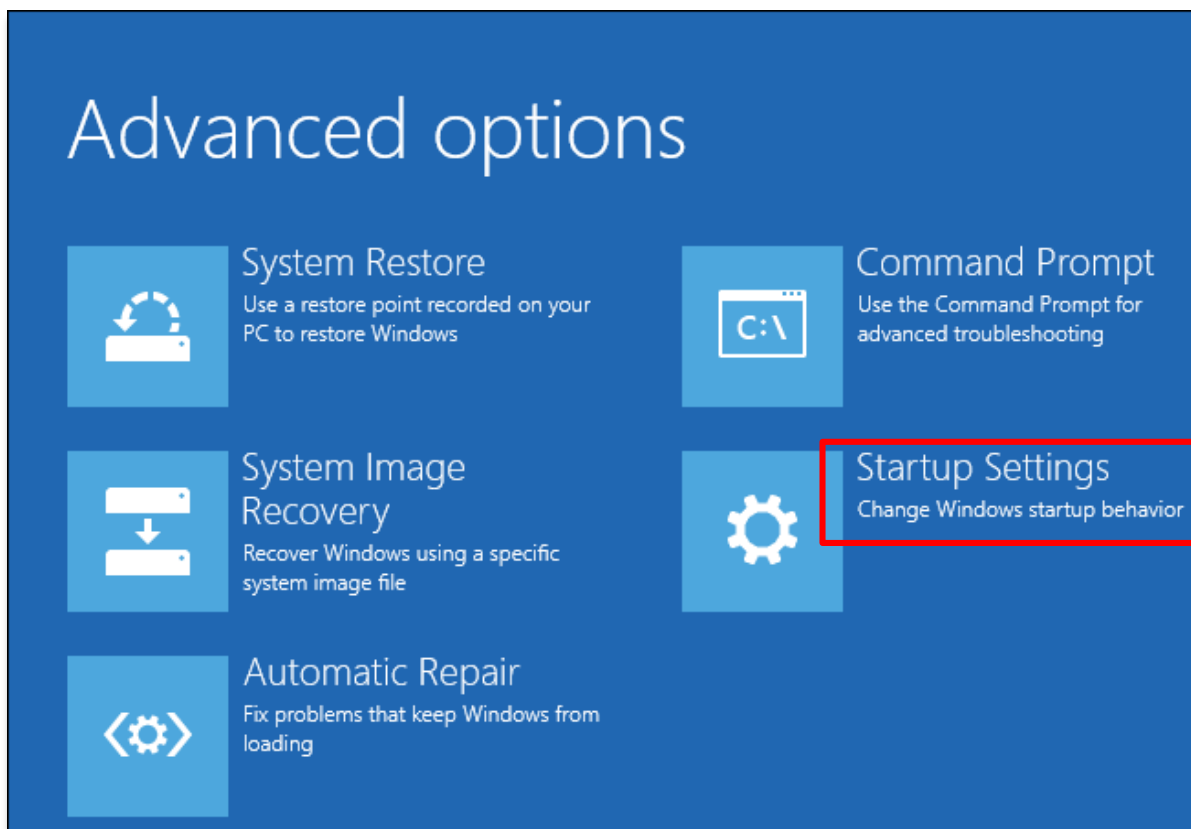 Advanced options
System Restore
Use a restore point recorded on your
PC to restore Windows
System Image
Recovery
Recover Windows using a specific
system image file
Automatic Repair
Fix problems that keep Windows from
loading
Command Prompt
Use the Command Prompt for
advanced troubleshooting
C:\
Startup Settings
Change Windows startup behavior